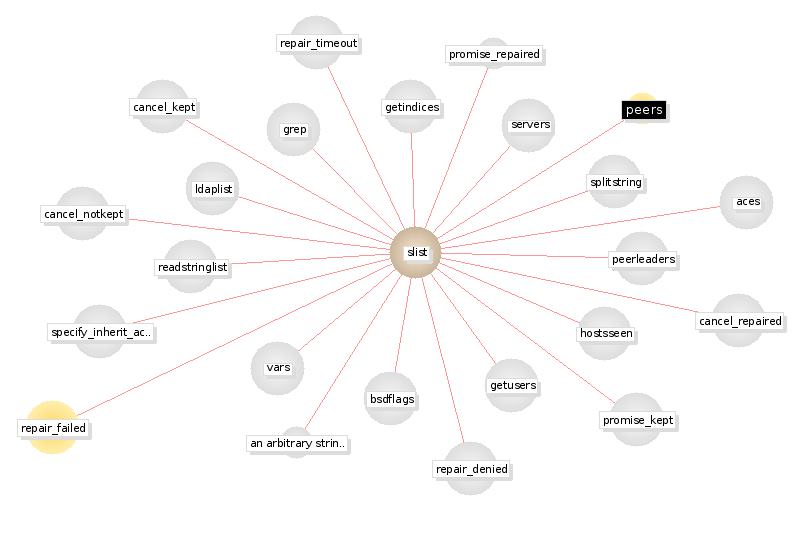 repair_timeout
promise_repaired
cancel_kept
getindices
peers
grep
servers
splitstring
ldaplist
aces
cancel_notkept
slist
peerleaders
readstringlist
cancel_repaired
specify_inherit_ac..
hostsseen
vars
getusers
bsdflags
promise_kept
repair_failed
an arbitrary strin..
repair_denied